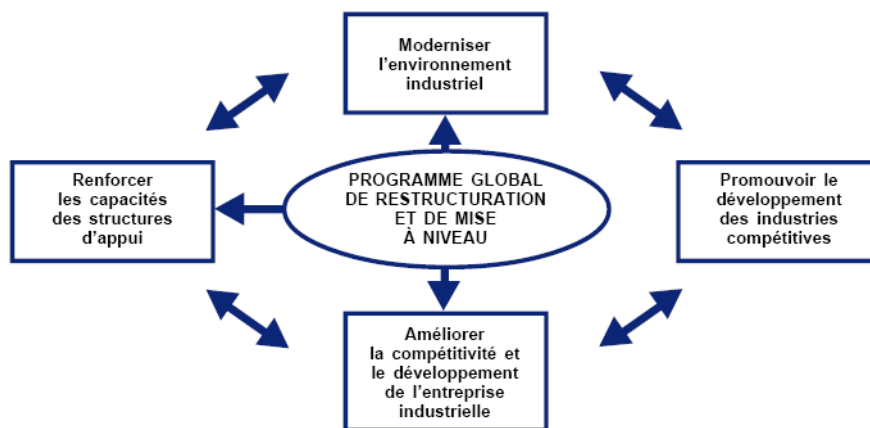 Moderniser
l'environnement
industriel
Renforcer
les capacités
des structures
d'appui
PROGRAMME GLOBAL
DE RESTRUCTURATION
ET DE MISE
À NIVEAU
Promouvoir le
développement
des industries
compétitives
Améliorer
la compétitivité et
le développement
de l'entreprise
industrielle